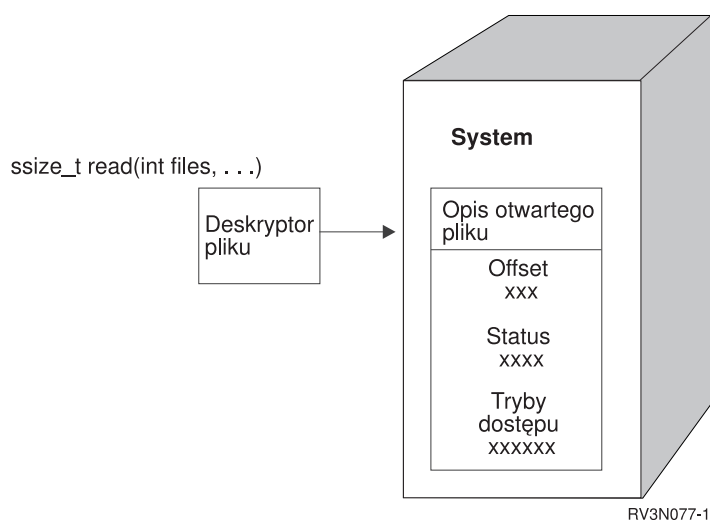 System
ssize_t read(int files, . . .)
Deskryptor
pliku
Opis otwartego
pliku
Offset
xxx
Status
xxxx
Tryby
dostępu
xxxxxx
RV3N077-1